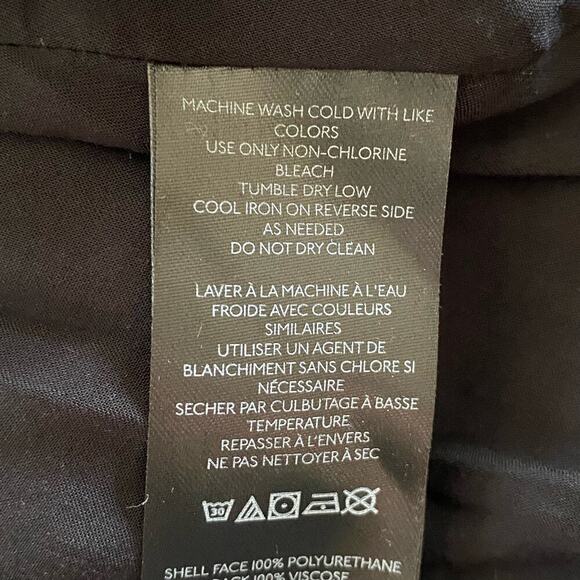 MACHINE WASH COLD WITH LIKE
COLORS
USE ONLY NON-CHLORINE
BLEACH
TUMBLE DRY LOW
COOL IRON ON REVERSE SIDE
AS NEEDED
DO NOT DRY CLEAN
LAVER À LA MACHINE À L'EAU
FROIDE AVEC COULEURS
SIMILAIRES
UTILISER UN AGENT DE
BLANCHIMENT SANS CHLORE SI
NÉCESSAIRE
SECHER PAR CULBUTAGE À BASSE
TEMPERATURE
REPASSER À L'ENVERS
NE PAS NETTOYER À SEC
30
SHELL FACE 100% POLYURETHANE
BACK 100% VISCOSE